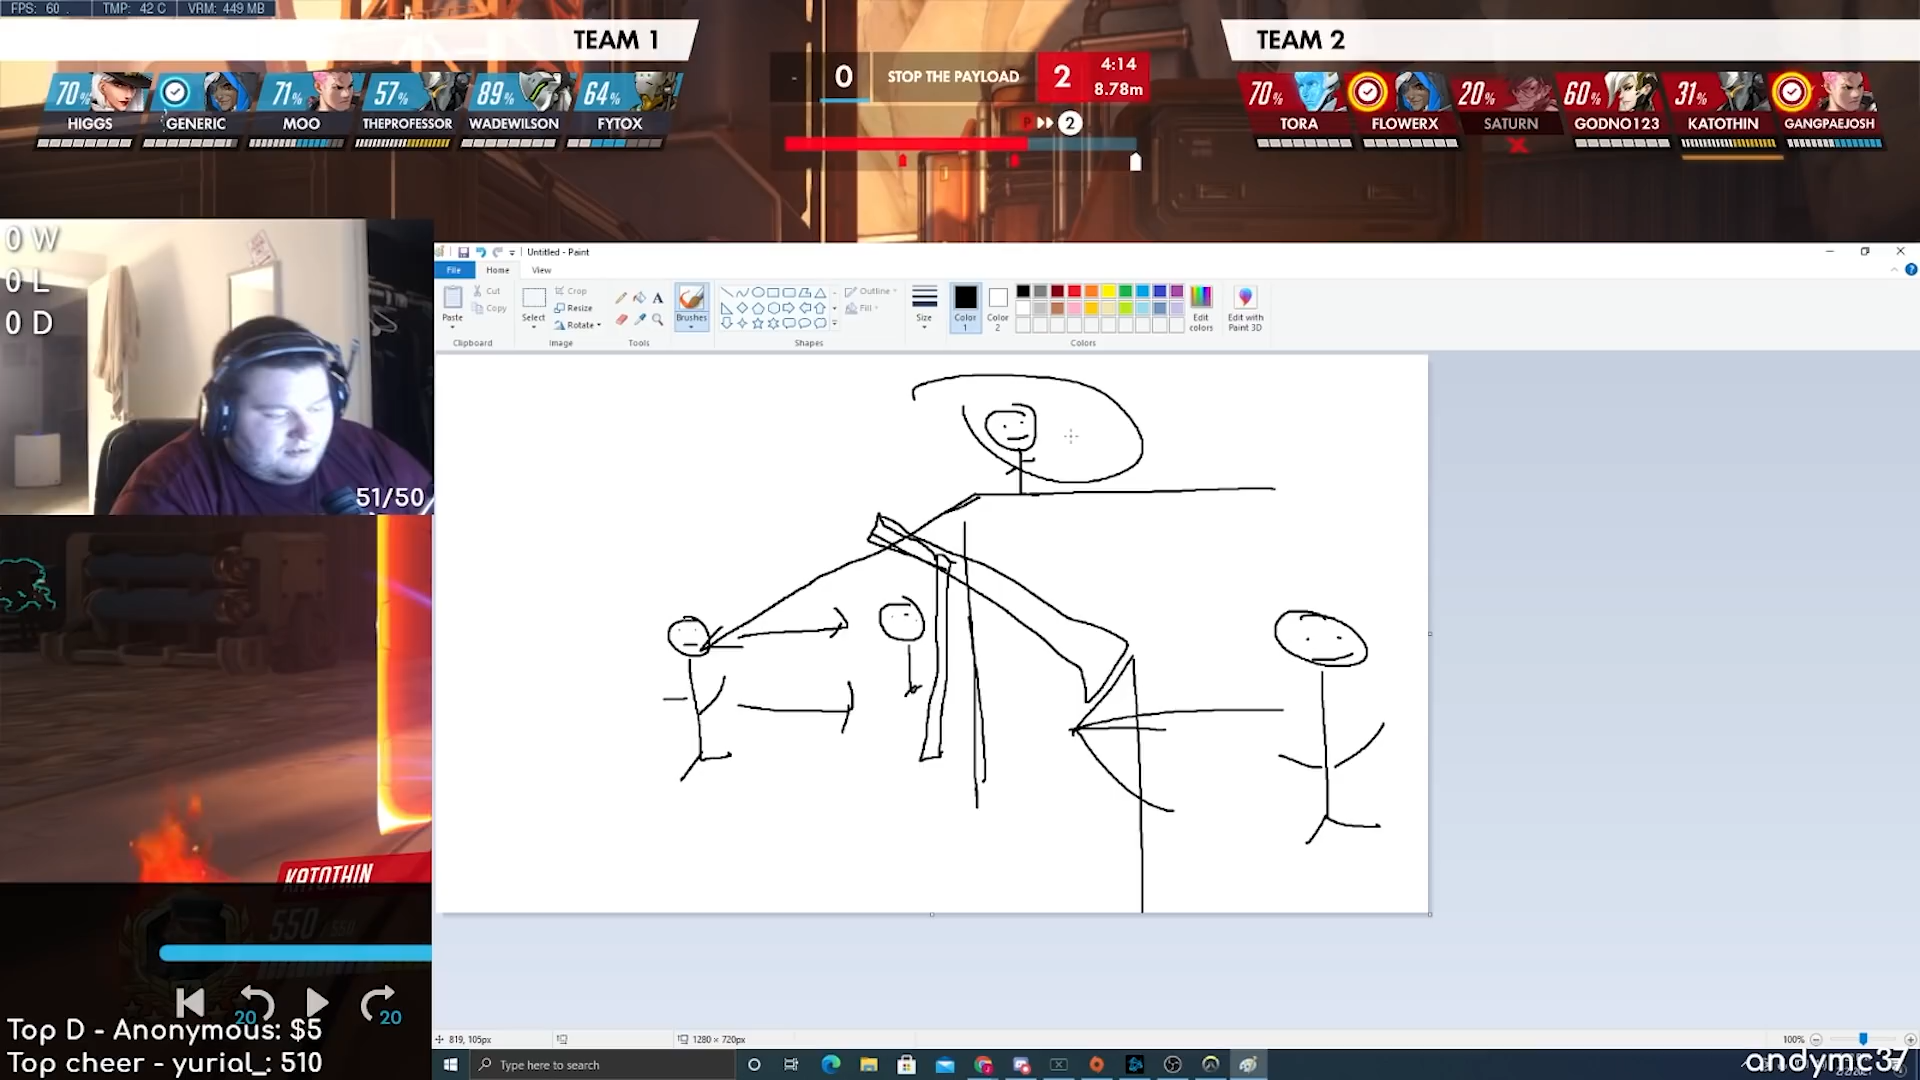 FPS: 60 TMP: 42 C VRM: 449 MB
TEAM 1
TEAM 2
- 0 STOP THE PAYLOAD 2 4:14
8.78m
P 2
70% 71% 57% 89% 64%
HIGGS GENERIC MOO THEPROFESSOR WADEWILSON FYTOX
70% 20% 60% 31%
TORA FLOWERX SATURN GODNO123 KATOTHIN GANGPAEJOSH
0 W
0 L
0 D
51/50
Untitled - Paint
File Home View
Paste
Cut
Copy
Clipboard
Select
Crop
Resize
Rotate
Image
A
Tools
Brushes
Outline
Fill
Shapes
Size
Color
1
Color
2
Edit
colors
Edit with
Paint 3D
Colors
KATOTHIN
550 / 550
20 20
Top D - Anonymous: $5
Top cheer - yurial_: 510
819, 105px
1280 × 720px
100%
Type here to search
andymc37